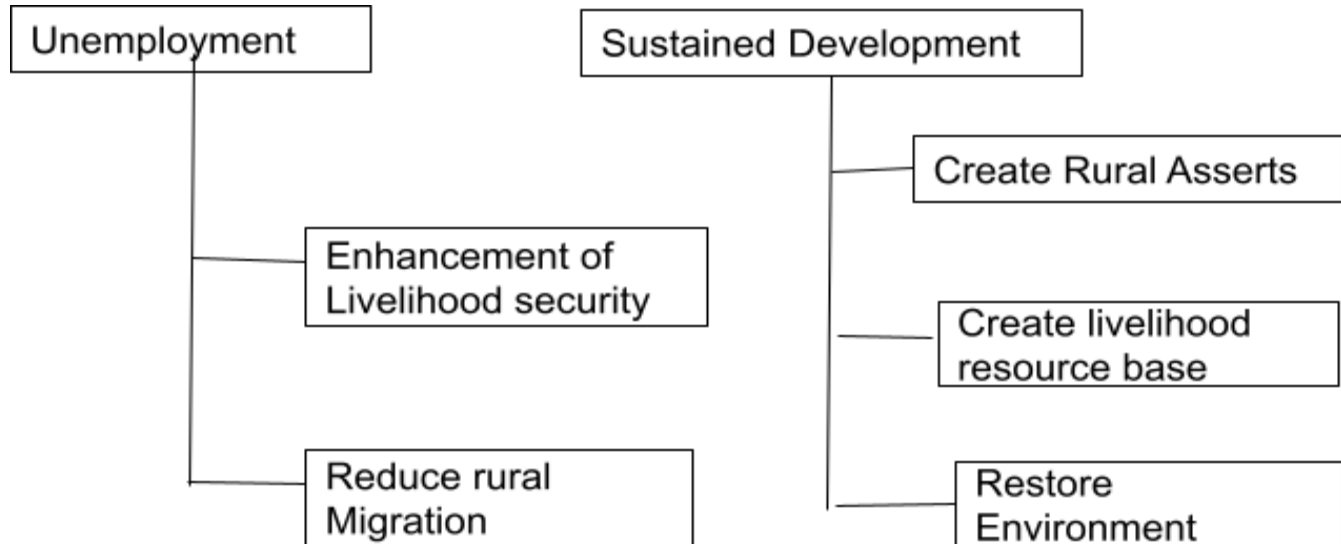 Unemployment
Enhancement of
Livelihood security
Reduce rural
Migration
Sustained Development
Create Rural Asserts
Create livelihood
resource base
Restore
Environment